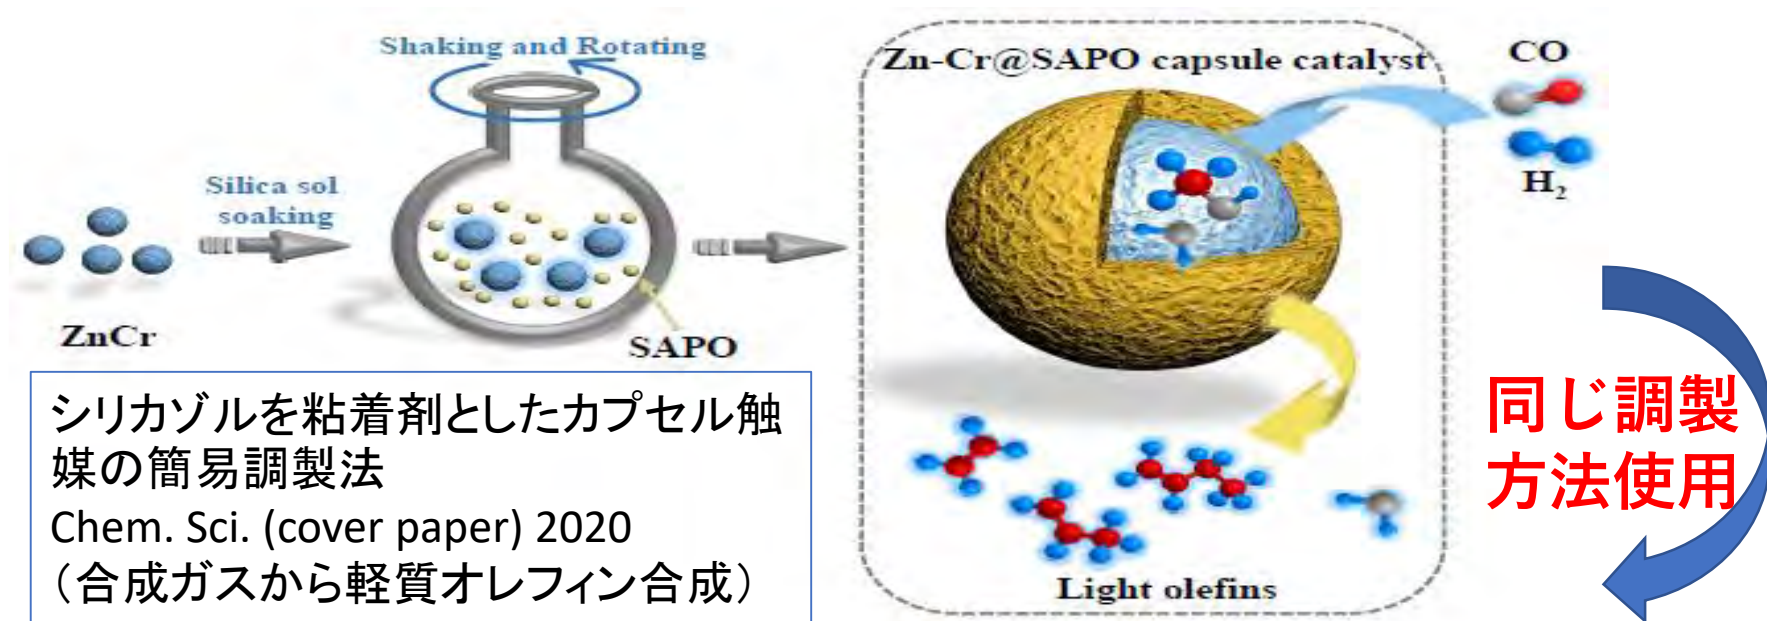 Shaking and Rotating
Silica sol
soaking
ZnCr
SAPO
Zn-Cr@SAPO capsule catalyst
CO
H₂
Light olefins
シリカゾルを粘着剤としたカプセル触
媒の簡易調製法
Chem. Sci. (cover paper) 2020
（合成ガスから軽質オレフィン合成）
同じ調製
方法使用